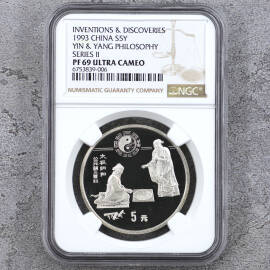 INVENTIONS & DISCOVERIES
1993 CHINA S5Y
YIN & YANG PHILOSOPHY
SERIES II
PF 69 ULTRA CAMEO
6753839-006
NUMISMATIC GUARANTY COMPANY
NGC
5元